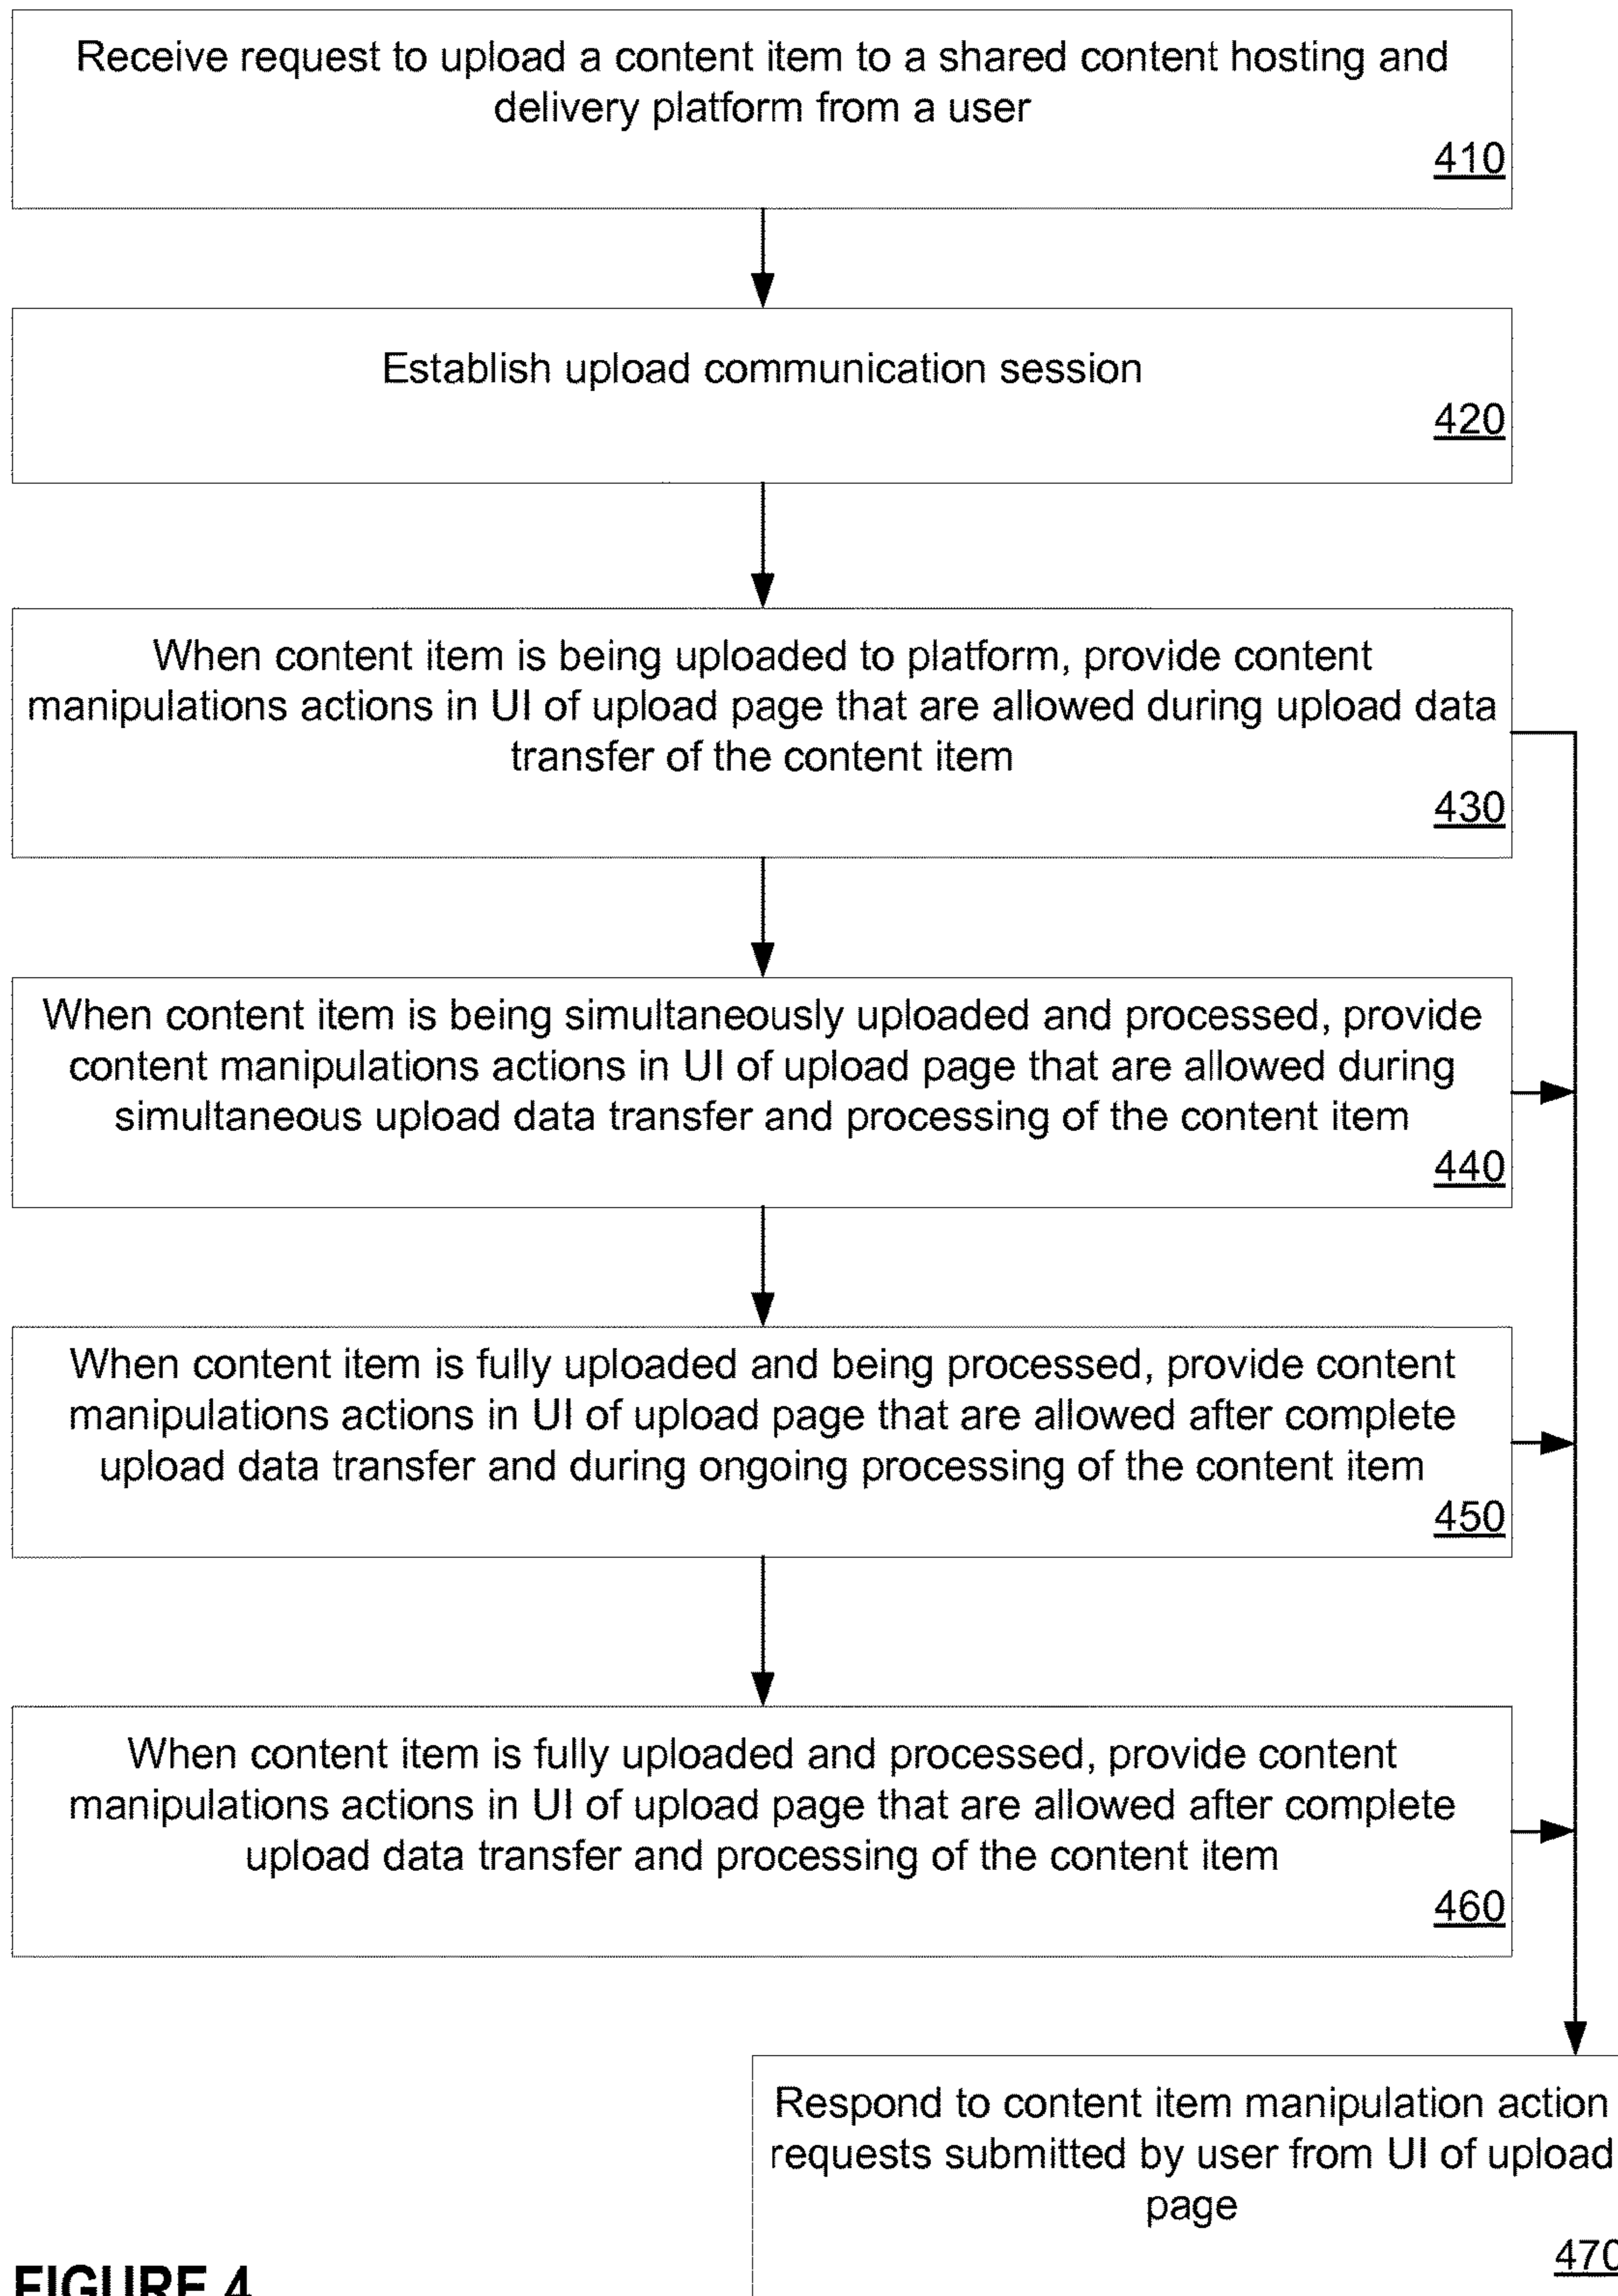 Receive request to upload a content item to a shared content hosting and
delivery platform from a user
410
Establish upload communication session
420
When content item is being uploaded to platform, provide content
manipulations actions in UI of upload page that are allowed during upload data
transfer of the content item
430
When content item is being simultaneously uploaded and processed, provide
content manipulations actions in UI of upload page that are allowed during
simultaneous upload data transfer and processing of the content item
440
When content item is fully uploaded and being processed, provide content
manipulations actions in UI of upload page that are allowed after complete
upload data transfer and during ongoing processing of the content item
450
When content item is fully uploaded and processed, provide content
manipulations actions in UI of upload page that are allowed after complete
upload data transfer and processing of the content item
460
Respond to content item manipulation action
requests submitted by user from UI of upload
page
470
FIGURE 4